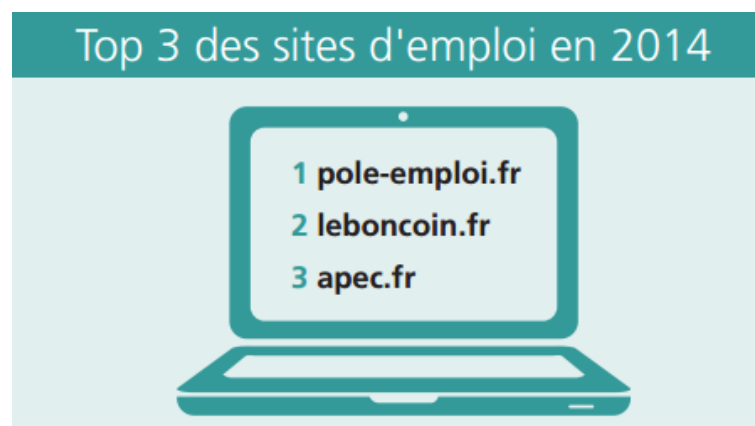 Top 3 des sites d'emploi en 2014
1 pole-emploi.fr
2 leboncoin.fr
3 apec.fr